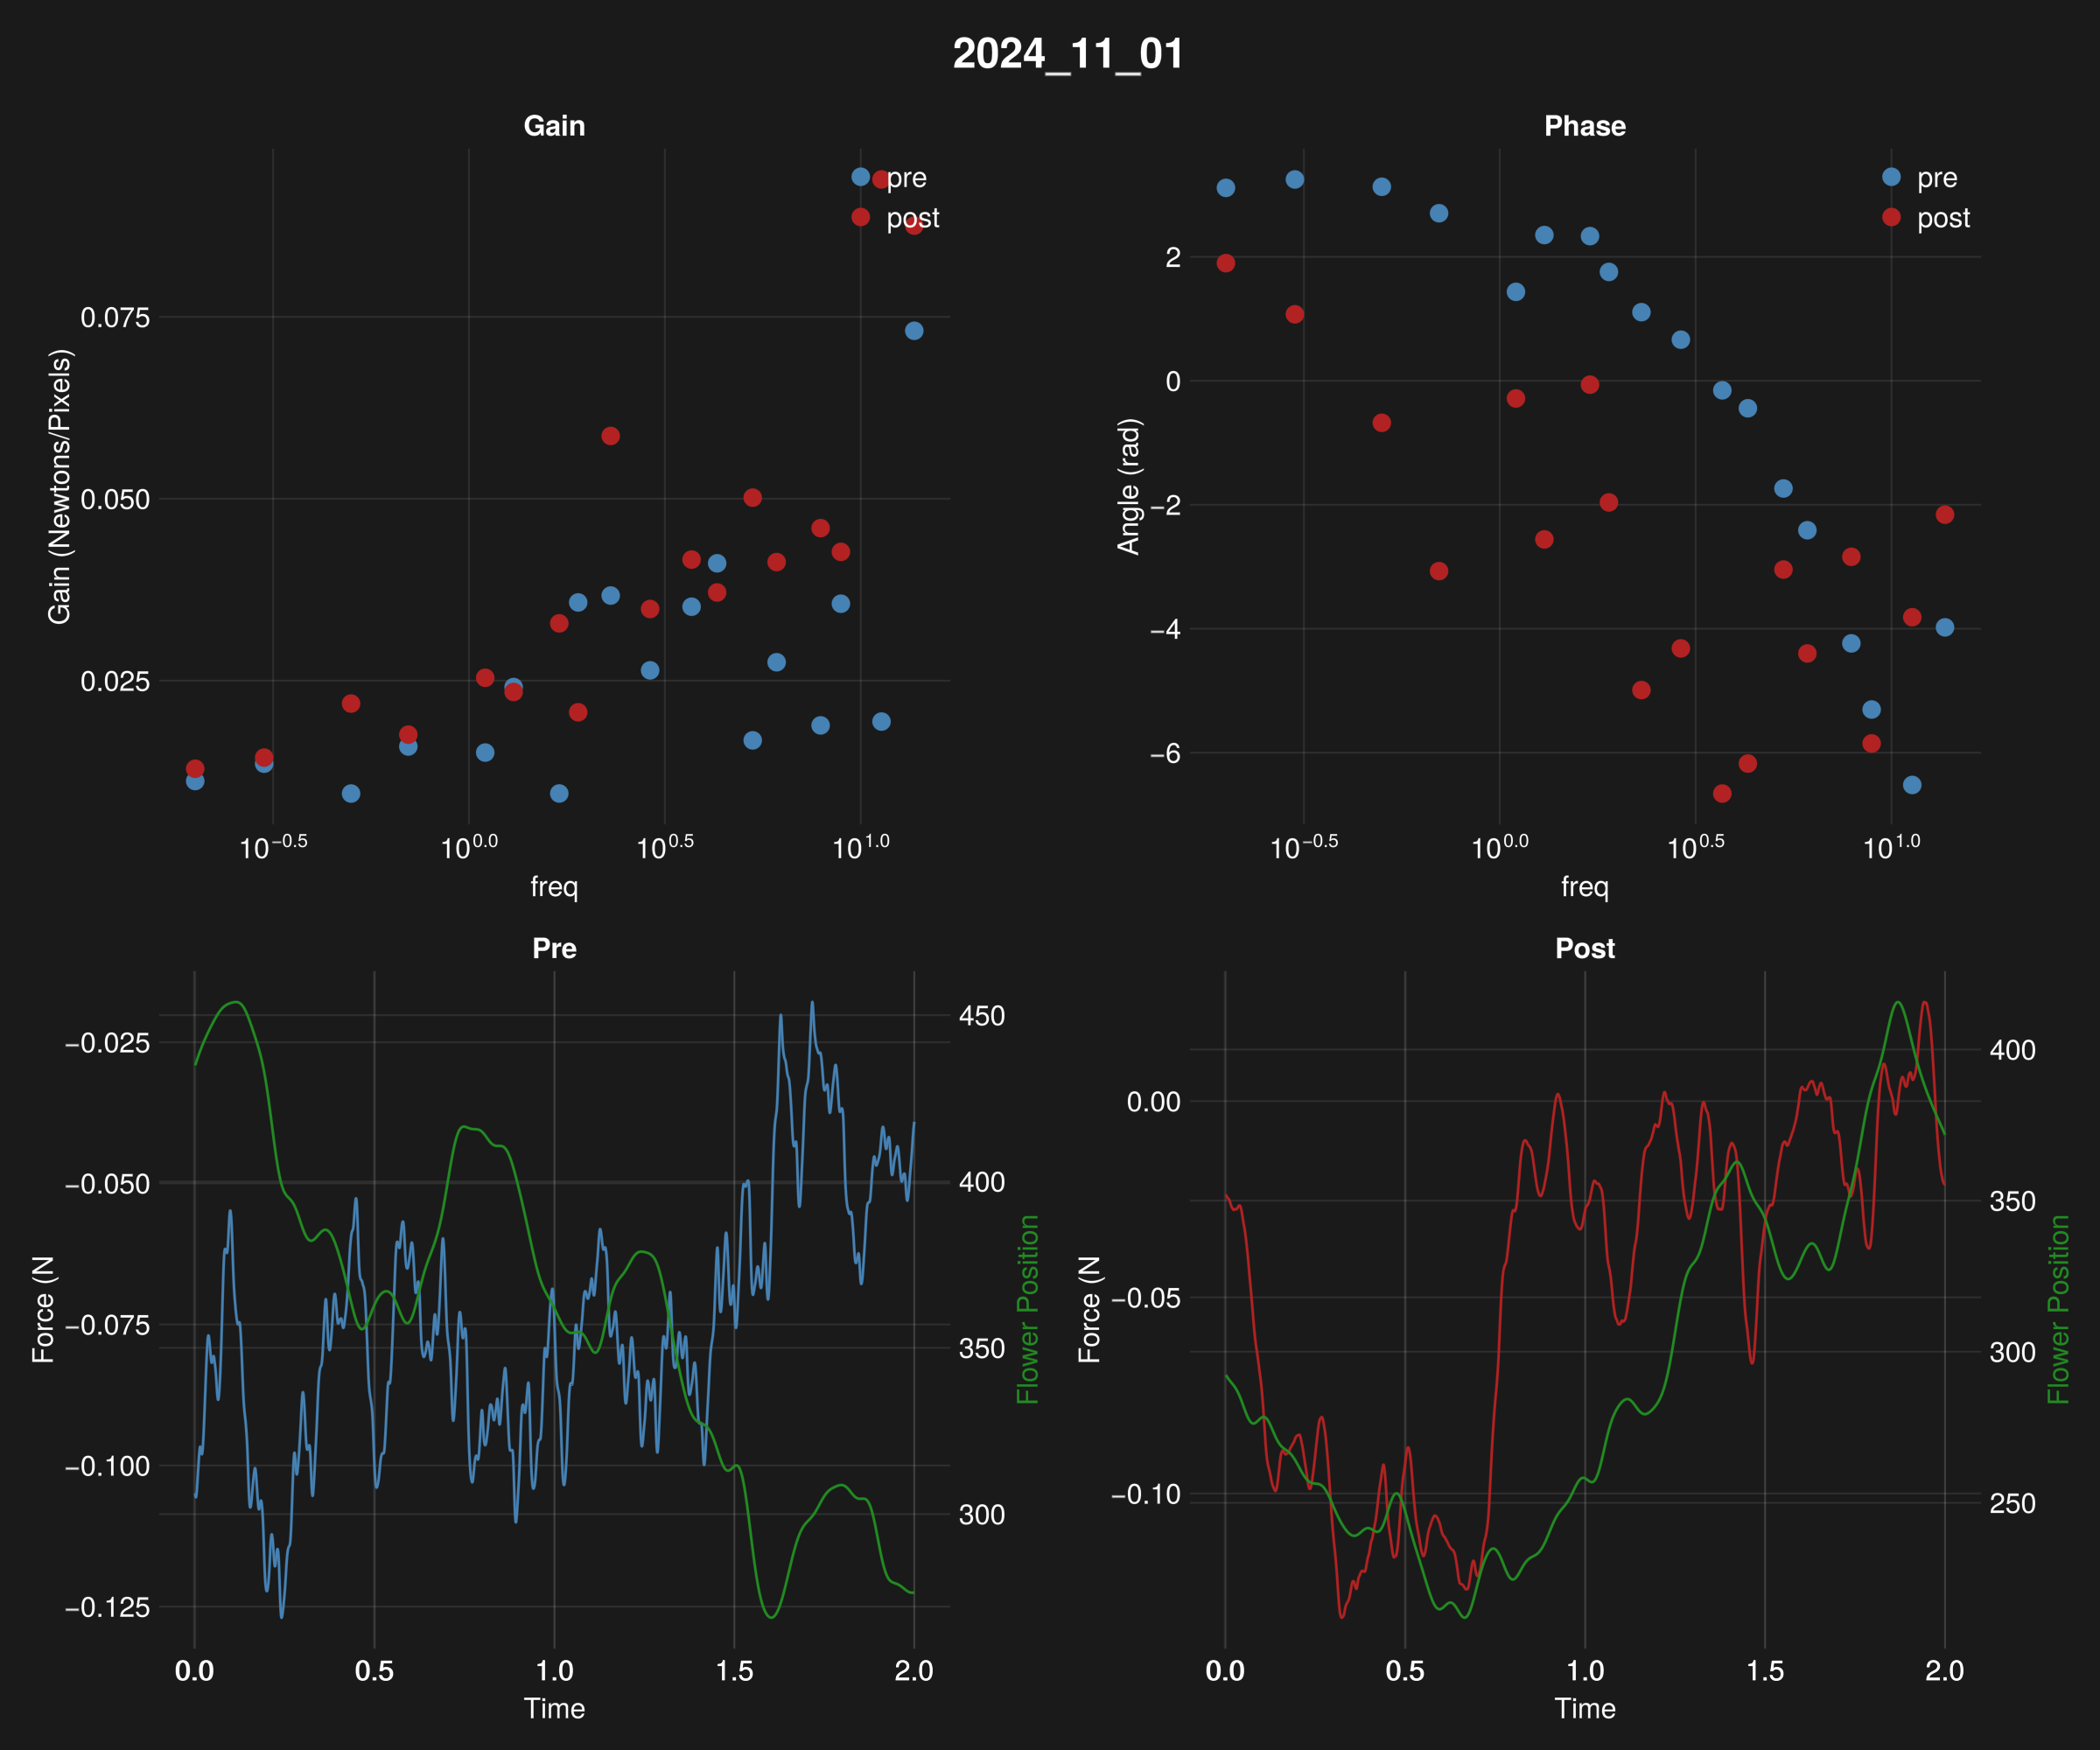 2024_11_01
Gain
pre
post
Gain (Newtons/Pixels)
0.075
0.050
0.025
10^−0.5 10^0.0 10^0.5 10^1.0
freq
Phase
pre
post
Angle (rad)
2
0
−2
−4
−6
10^−0.5 10^0.0 10^0.5 10^1.0
freq
Pre
Force (N
−0.025
−0.050
−0.075
−0.100
−0.125
450
400
350
300
Flower Position
0.0 0.5 1.0 1.5 2.0
Time
Post
Force (N
0.00
−0.05
−0.10
400
350
300
250
Flower Position
0.0 0.5 1.0 1.5 2.0
Time